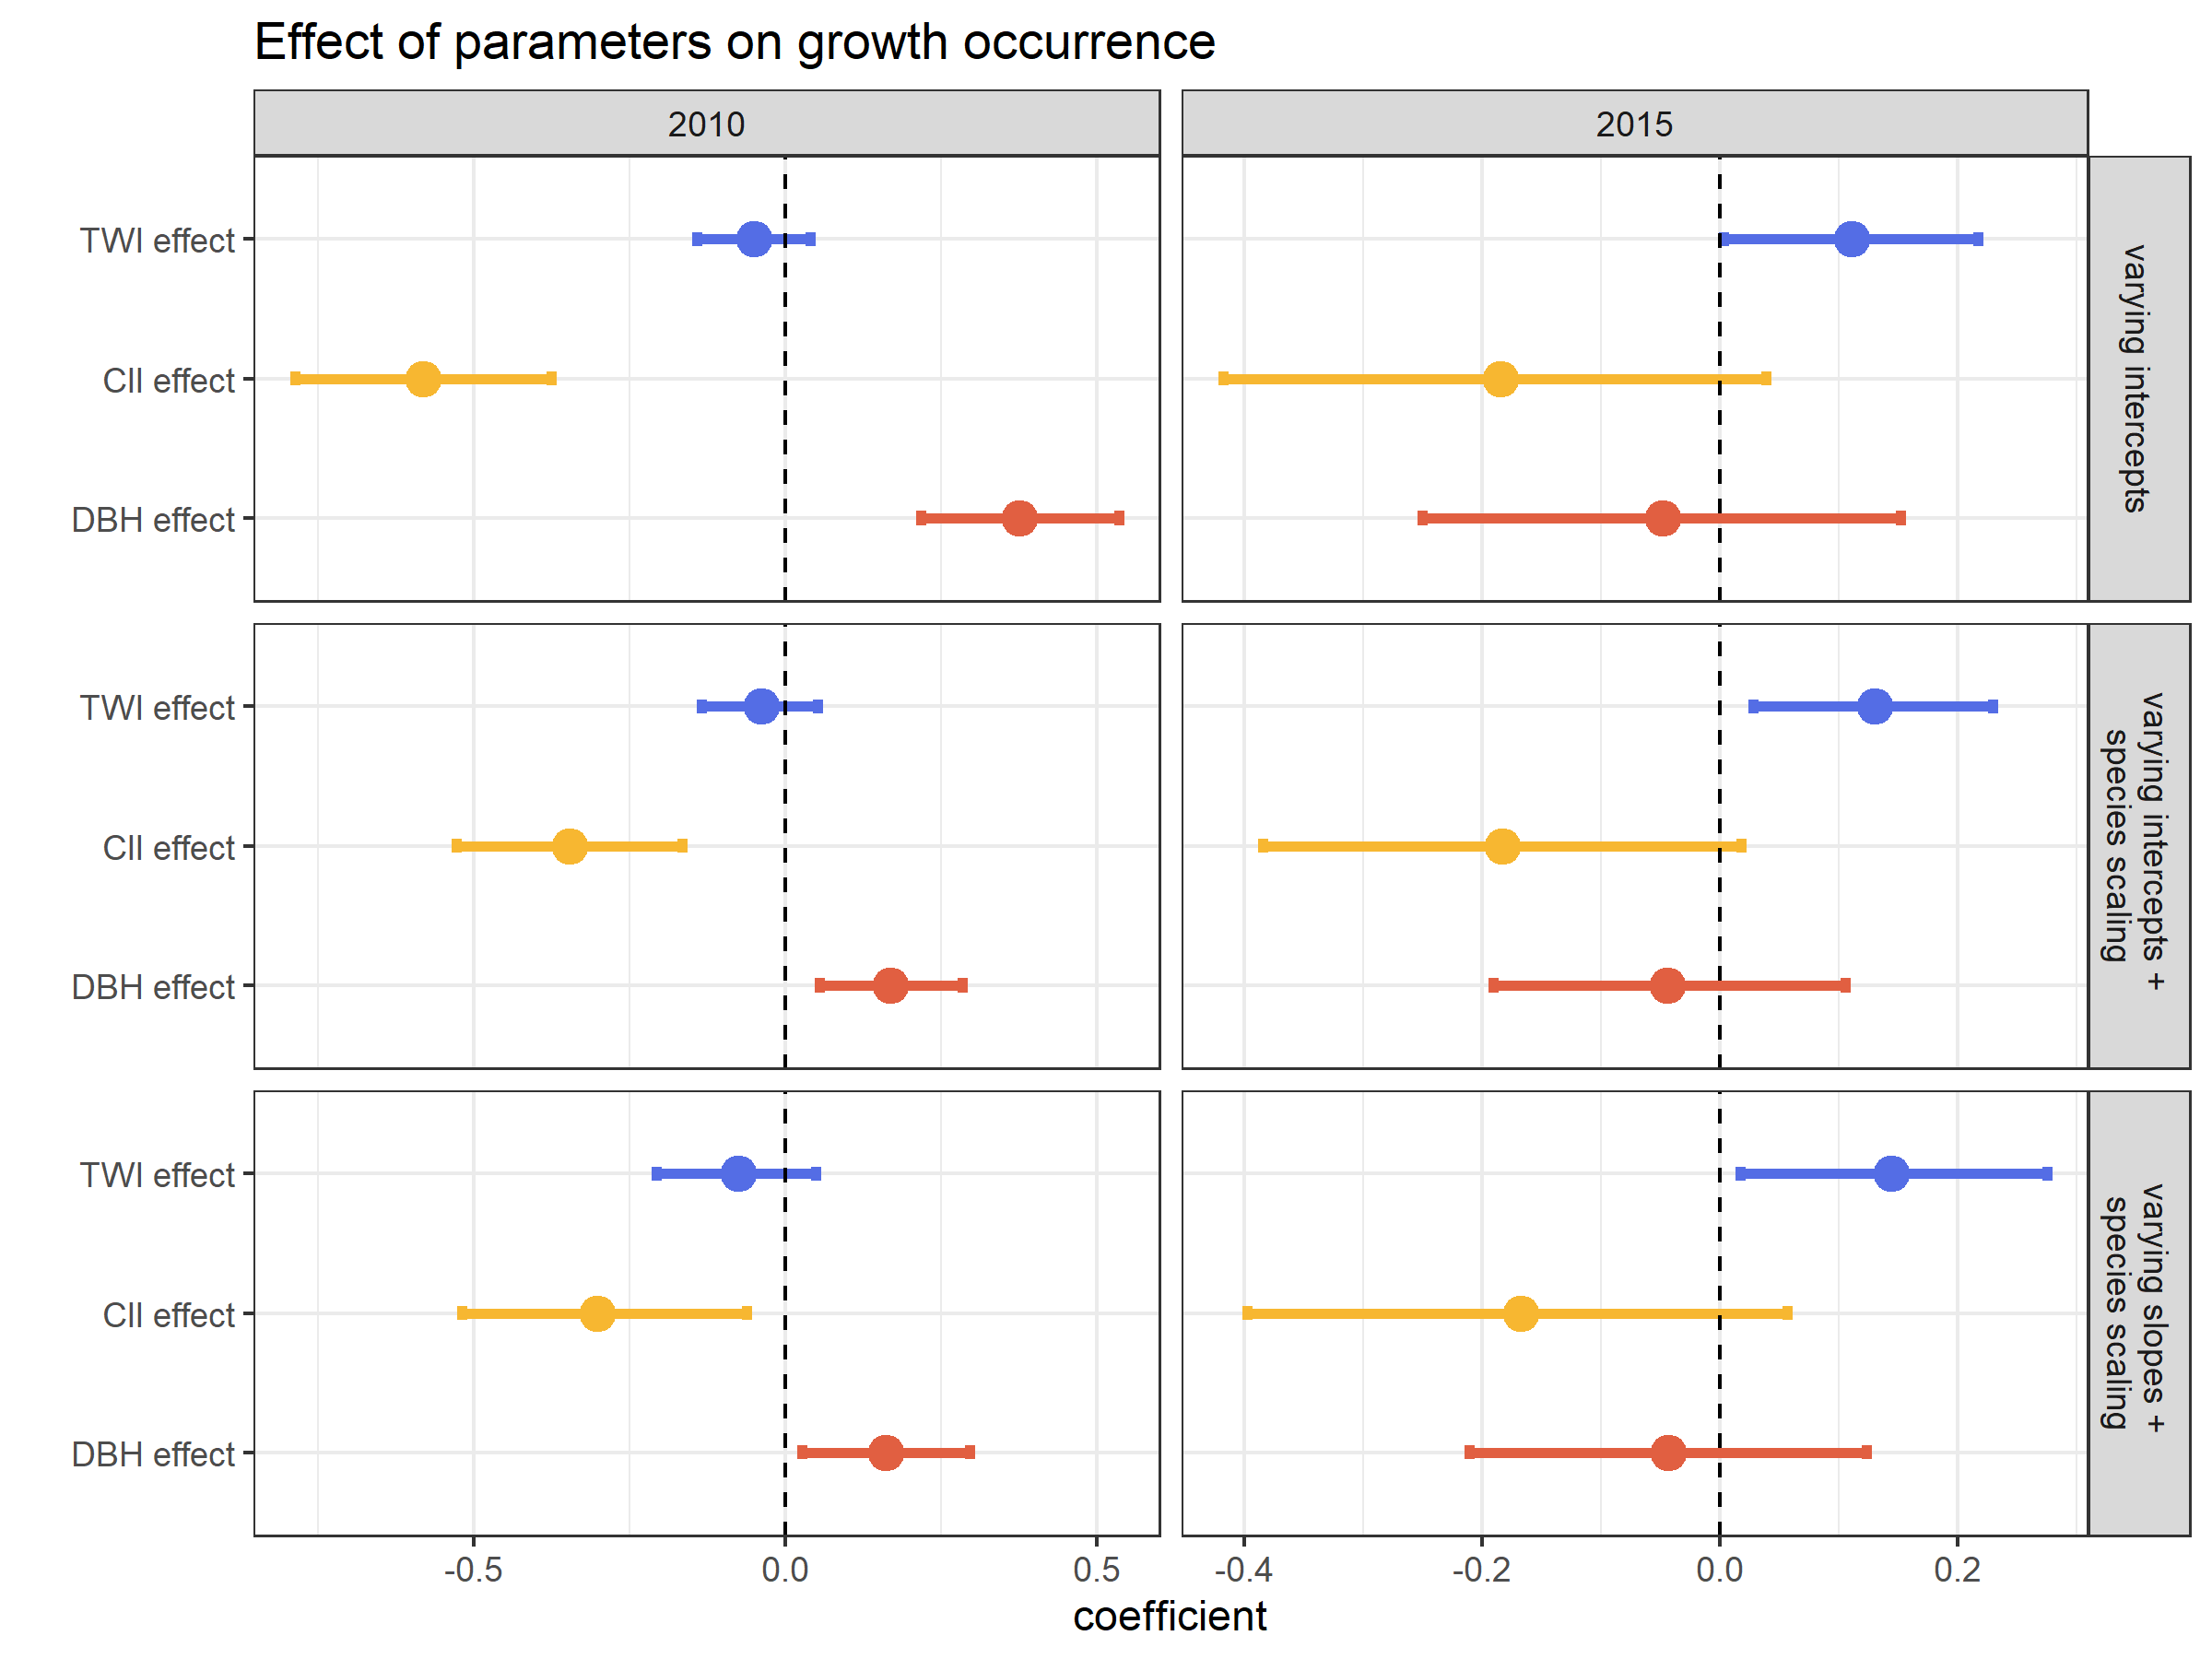 Effect of parameters on growth occurrence
2010
2015
TWI effect
CII effect
DBH effect
varying intercepts
TWI effect
CII effect
DBH effect
varying intercepts +
species scaling
TWI effect
CII effect
DBH effect
varying slopes +
species scaling
-0.5
0.0
0.5
-0.4
-0.2
0.0
0.2
coefficient